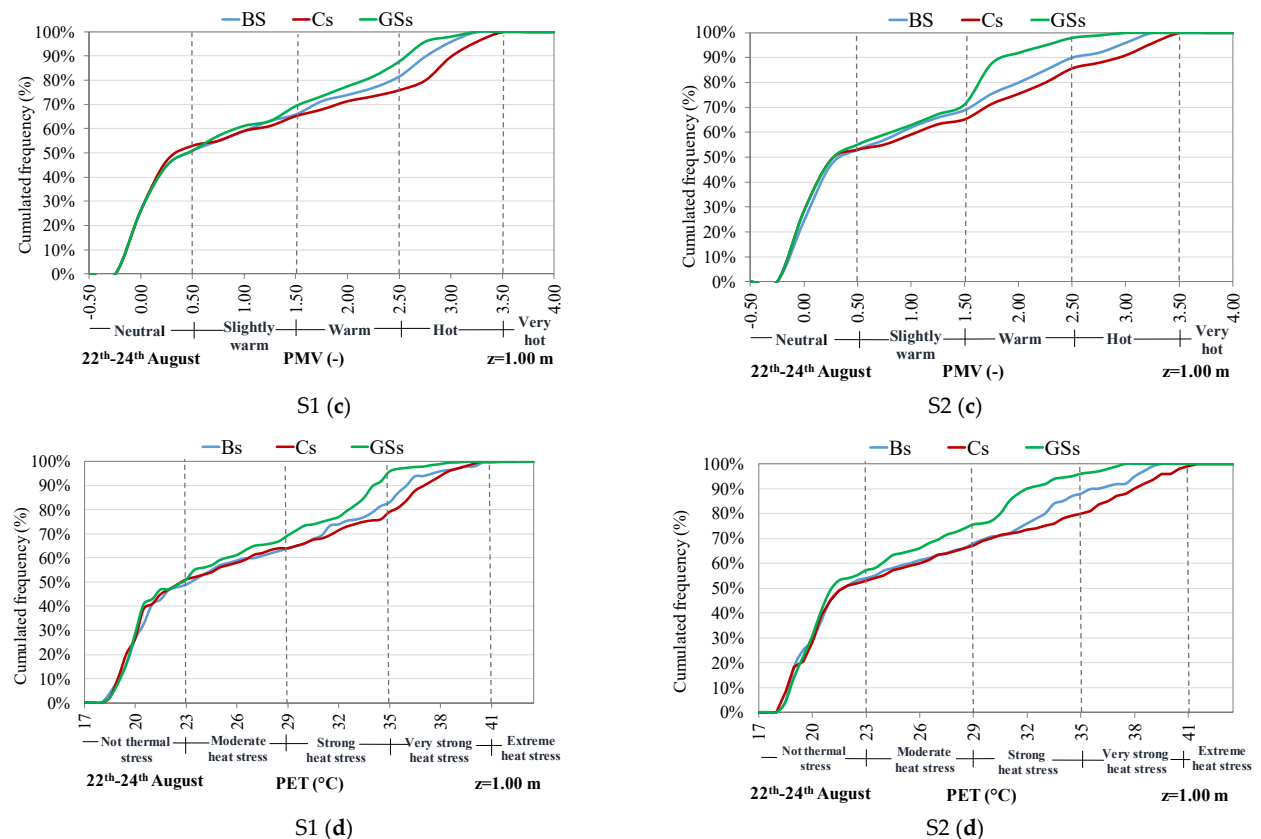 BS Cs GSs
Cumulated frequency (%)
100%
90%
80%
70%
60%
50%
40%
30%
20%
10%
0%
-0.50 0.00 0.50 1.00 1.50 2.00 2.50 3.00 3.50 4.00
Neutral Slightly warm Warm Hot Very hot
22th-24th August PMV (-) z=1.00 m
S1 (c)
BS Cs GSs
Cumulated frequency (%)
100%
90%
80%
70%
60%
50%
40%
30%
20%
10%
0%
-0.50 0.00 0.50 1.00 1.50 2.00 2.50 3.00 3.50 4.00
Neutral Slightly warm Warm Hot Very hot
22th-24th August PMV (-) z=1.00 m
S2 (c)
Bs Cs GSs
Cumulated frequency (%)
100%
90%
80%
70%
60%
50%
40%
30%
20%
10%
0%
17 20 23 26 29 32 35 38 41
Not thermal stress Moderate heat stress Strong heat stress Very strong heat stress Extreme heat stress
22th-24th August PET (°C) z=1.00 m
S1 (d)
Bs Cs GSs
Cumulated frequency (%)
100%
90%
80%
70%
60%
50%
40%
30%
20%
10%
0%
17 20 23 26 29 32 35 38 41
Not thermal stress Moderate heat stress Strong heat stress Very strong heat stress Extreme heat stress
22th-24th August PET (°C) z=1.00 m
S2 (d)